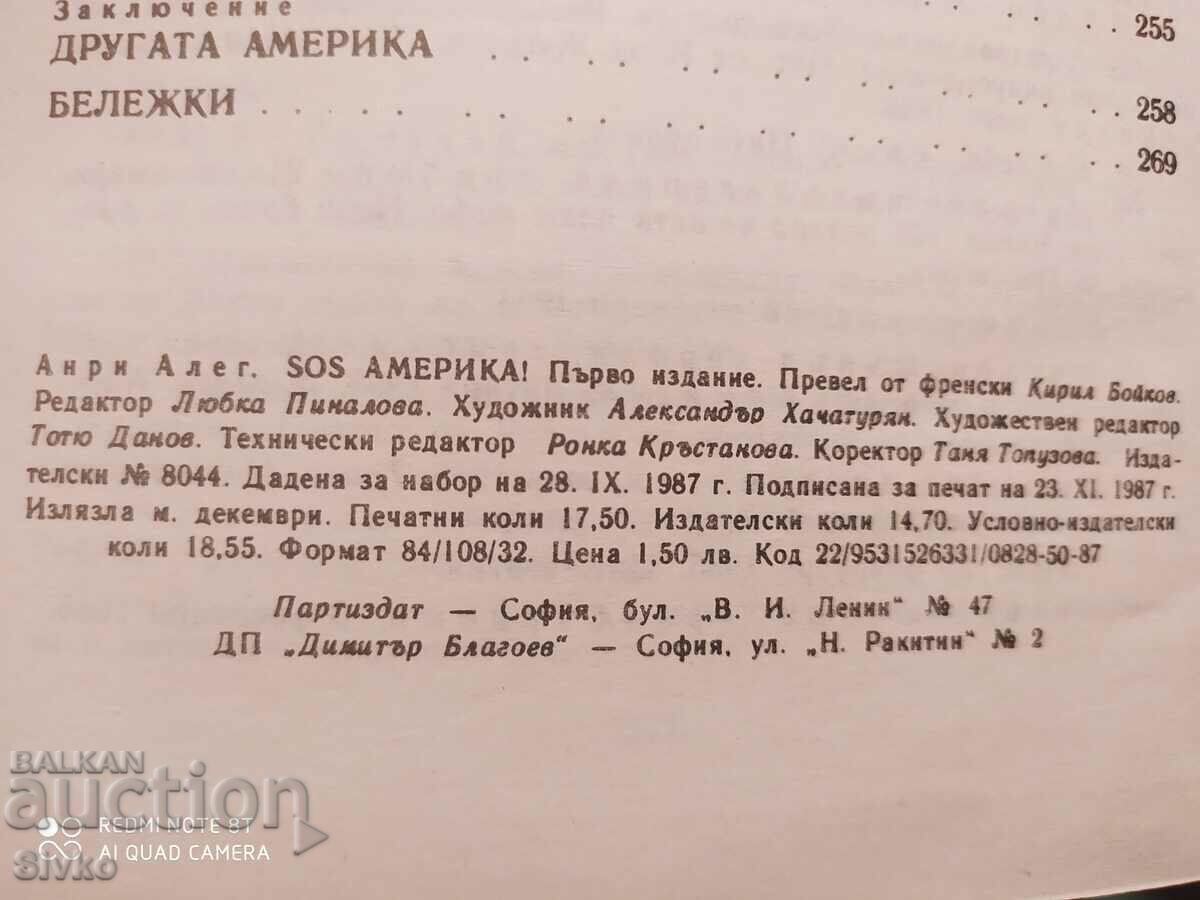 Заключение
. . . . 255
ДРУГАТА АМЕРИКА . . . . . . . . . . . . 258
БЕЛЕЖКИ . . . . . . . . . . . . . . 269
Анри Алег. SOS АМЕРИКА! Първо издание. Превел от френски Кирил Бойков.
Редактор Любка Пиналова. Художник Александър Хачатурян. Художествен редактор
Тотю Данов. Технически редактор Ронка Кръстанова. Коректор Таня Топузова. Изда-
телски № 8044. Дадена за набор на 28. IX. 1987 г. Подписана за печат на 23. XI. 1987 г.
Излязла м. декември. Печатни коли 17,50. Издателски коли 14,70. Условно-издателски
коли 18,55. Формат 84/108/32. Цена 1,50 лв. Код 22/9531526331/0828-50-87
Партиздат — София, бул. „В. И. Ленин" № 47
ДП „Димитър Благоев" — София, ул. „Н. Ракитин" № 2
BALKAN
auction
REDMI NOTE 8T
AI QUAD CAMERA
Sivko